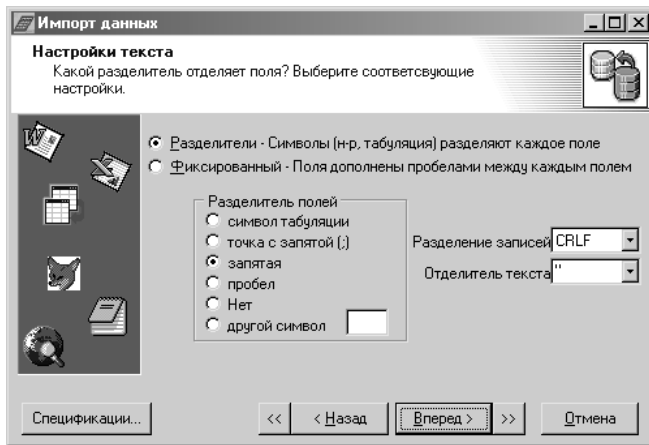 Импорт данных
Настройки текста
Какой разделитель отделяет поля? Выберите соответсвующие
настройки.
Разделители - Символы (н-р, табуляция) разделяют каждое поле
Фиксированный - Поля дополнены пробелами между каждым полем
Разделитель полей
символ табуляции
точка с запятой (;)
запятая
пробел
Нет
другой символ
Разделение записей CRLF
Отделитель текста "
Спецификации... << < Назад Вперед > >> Отмена